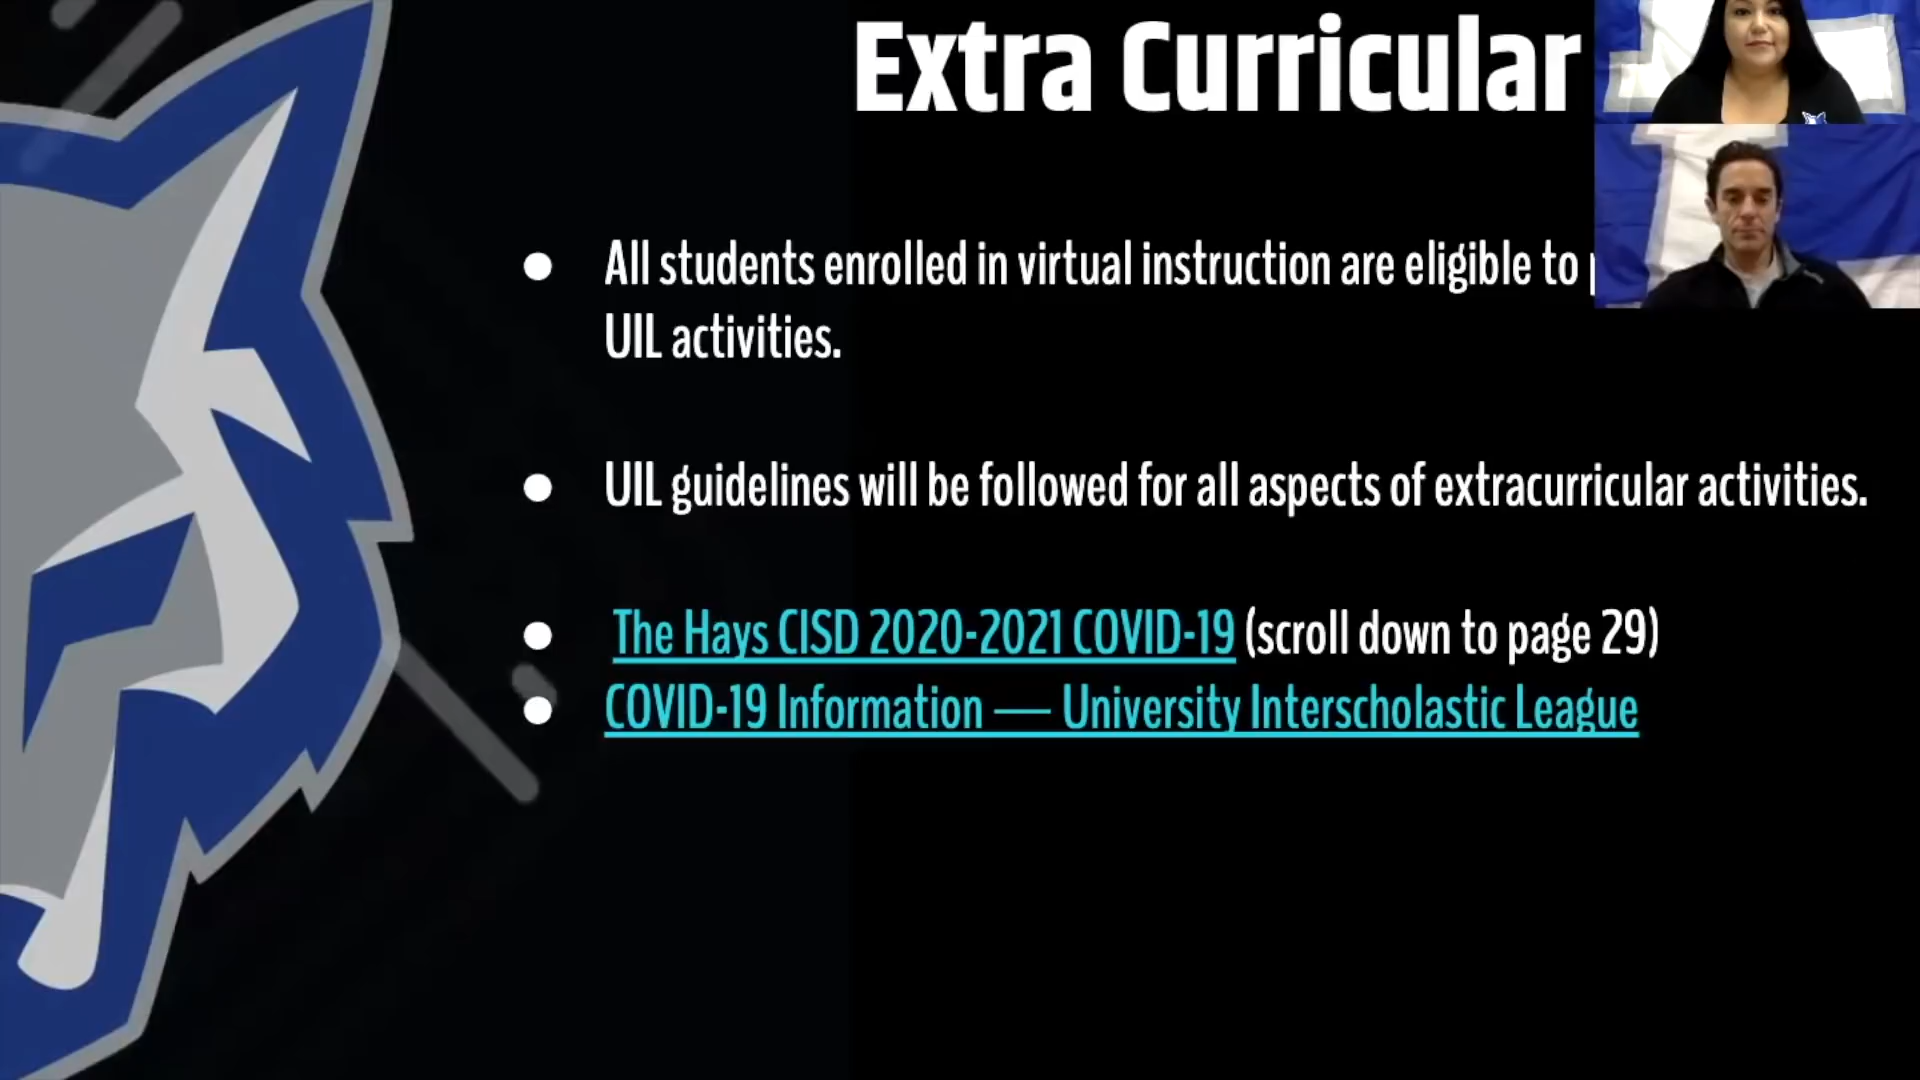 Extra Curricular
All students enrolled in virtual instruction are eligible to
UIL activities.
UIL guidelines will be followed for all aspects of extracurricular activities.
The Hays CISD 2020-2021 COVID-19 (scroll down to page 29)
COVID-19 Information — University Interscholastic League